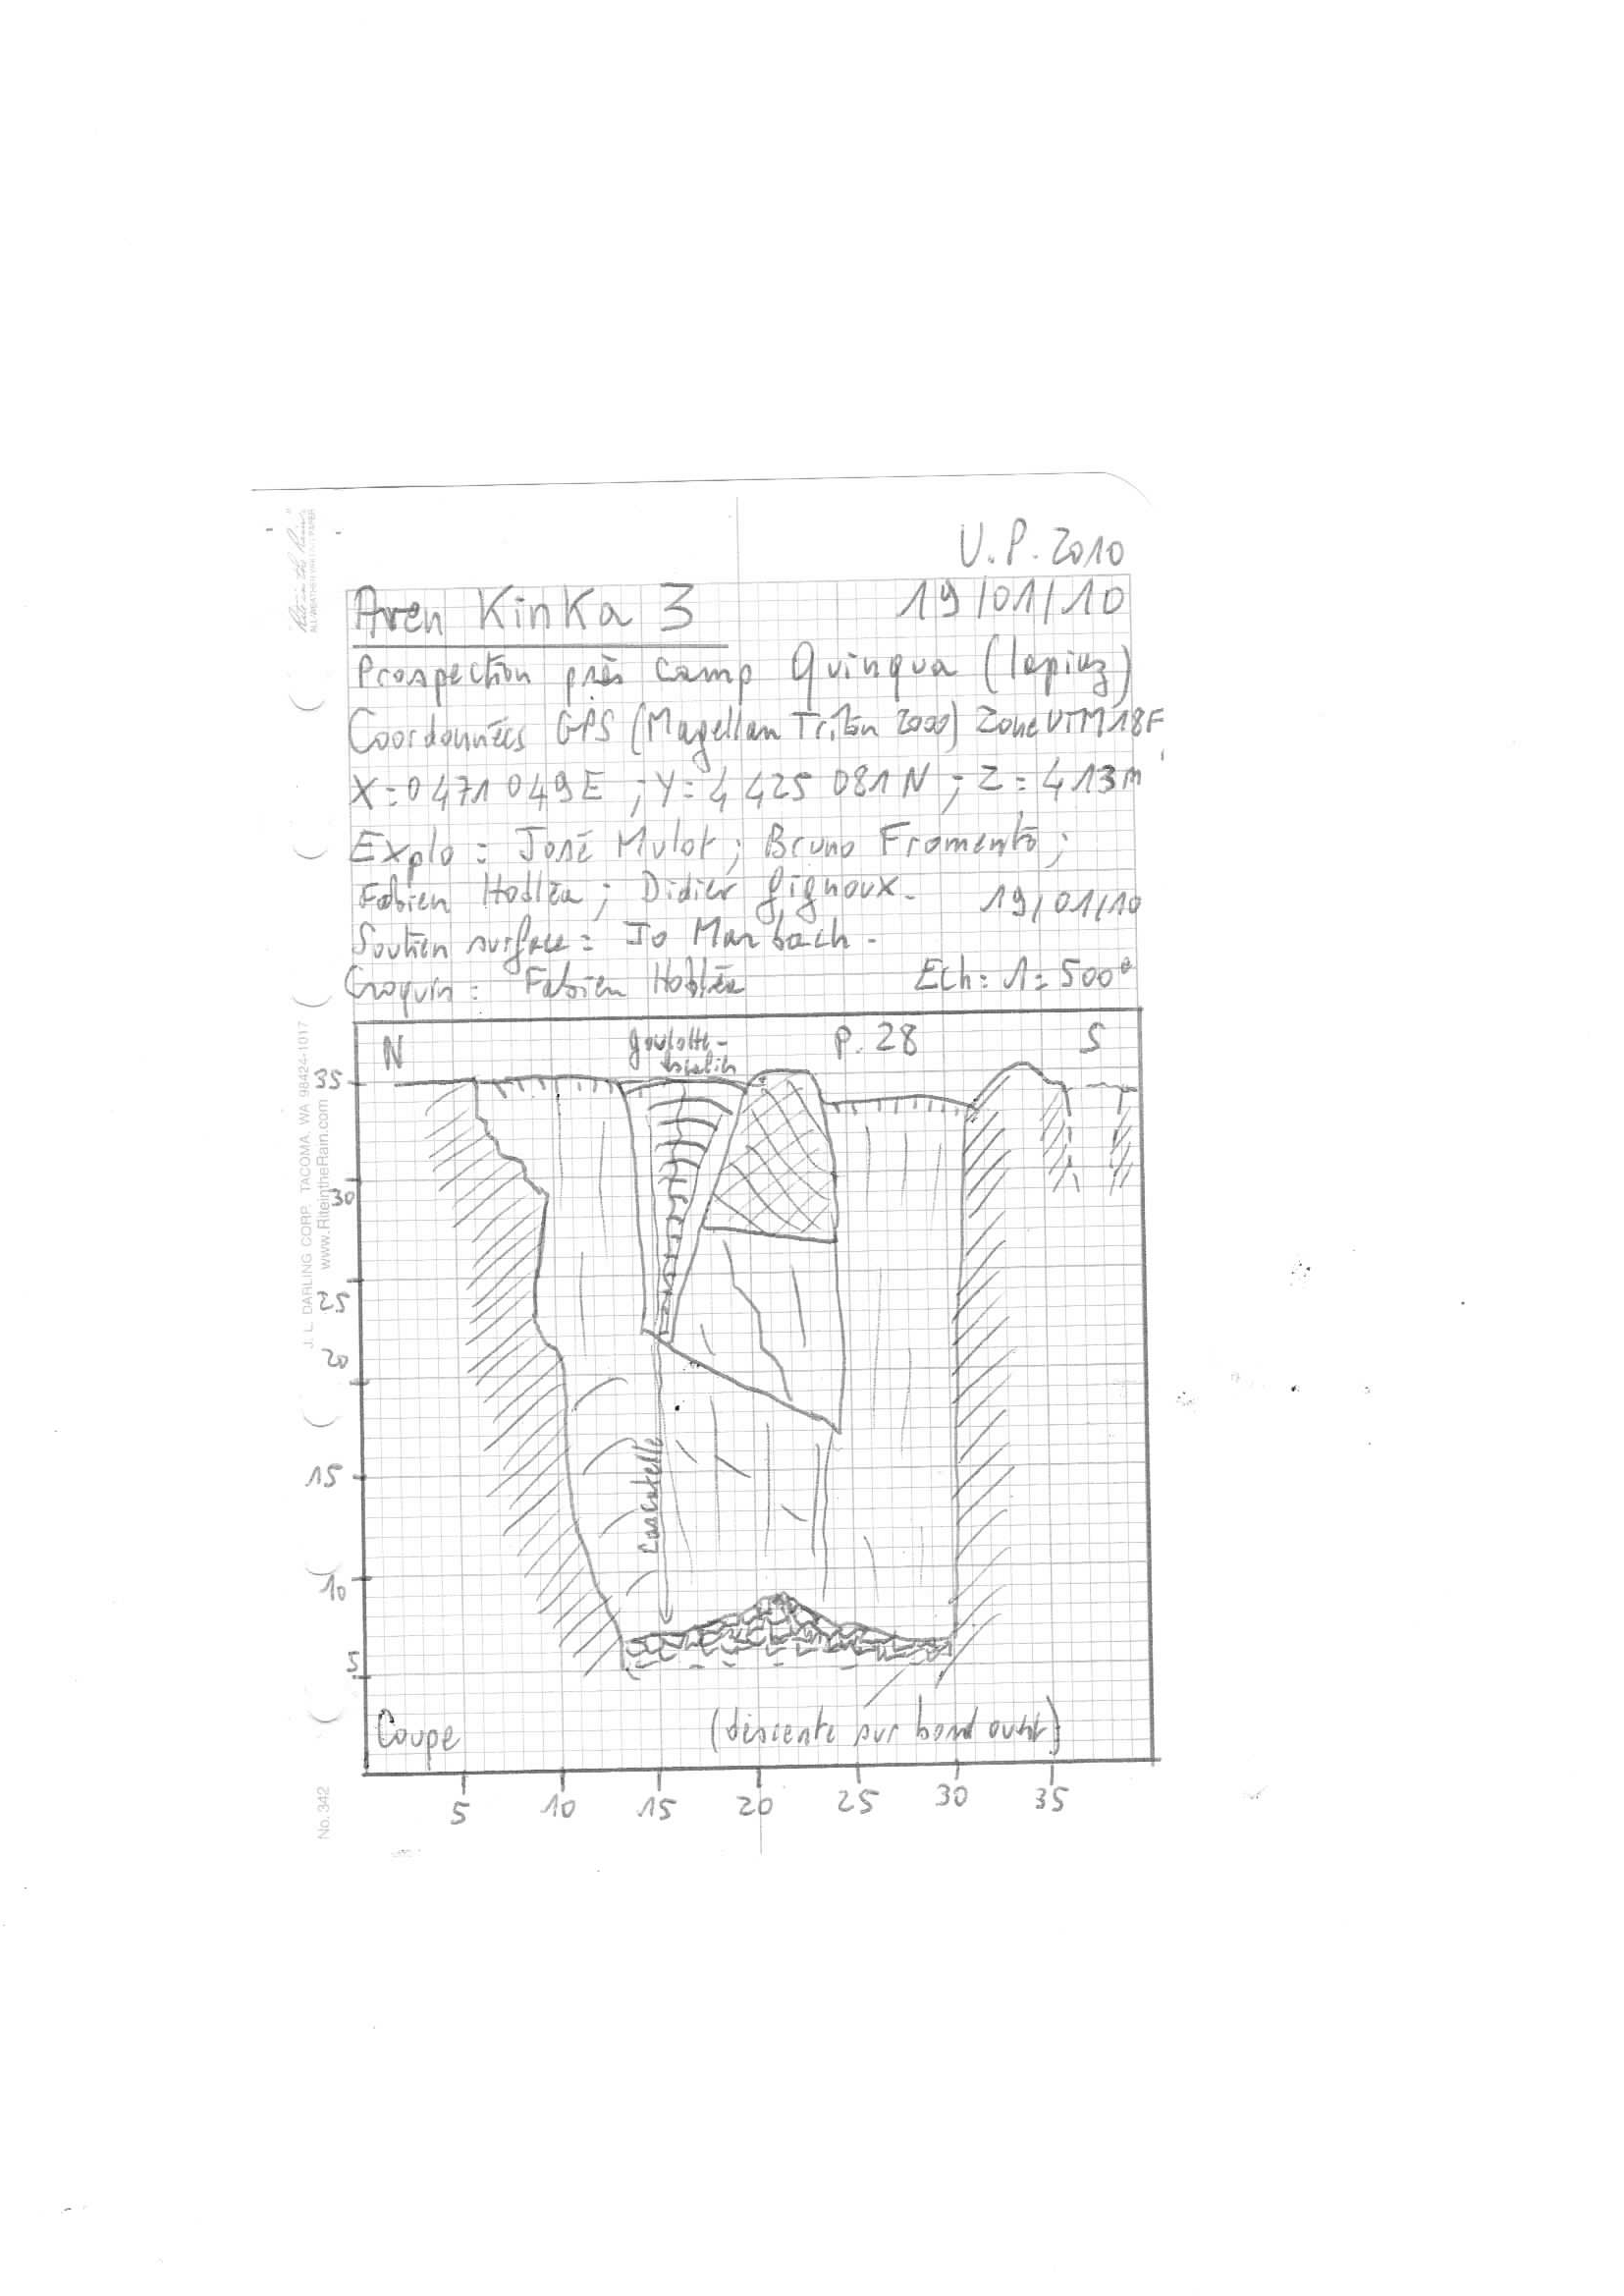 U.P. 2010
Aven Kinka 3 19/01/10
Prospection près camp Quinqua (lapiaz)
Coordonnées GPS (Magellan Triton 2000) Zone UTM 18F
X=0471049E ; Y=4425081N ; Z=413m
Explo = José Mulot ; Bruno Fromento ;
Fabien Hobléa ; Didier Gignoux. 19/01/10
Soutien surface = Jo Marbach.
Croquis : Fabien Hobléa Ech: 1=500e
N goulotte- P. 28 S
35
30
25
20
15
10
5
cascatelle
Coupe (descente sur bord ouest)
5 10 15 20 25 30 35
Rite in the Rain
ALL-WEATHER WRITING PAPER
J. L. DARLING CORP. TACOMA, WA 98424-1017
www.RiteintheRain.com
No. 342